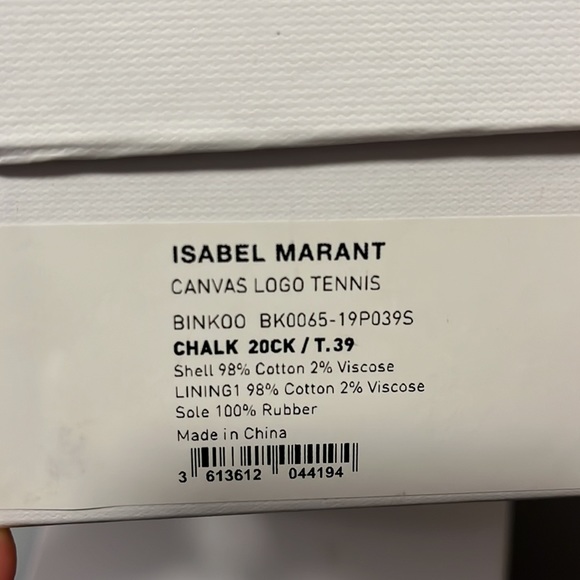 ISABEL MARANT
CANVAS LOGO TENNIS
BINKOO BK0065-19P039S
CHALK 20CK / T.39
Shell 98% Cotton 2% Viscose
LINING1 98% Cotton 2% Viscose
Sole 100% Rubber
Made in China
3 613612 044194